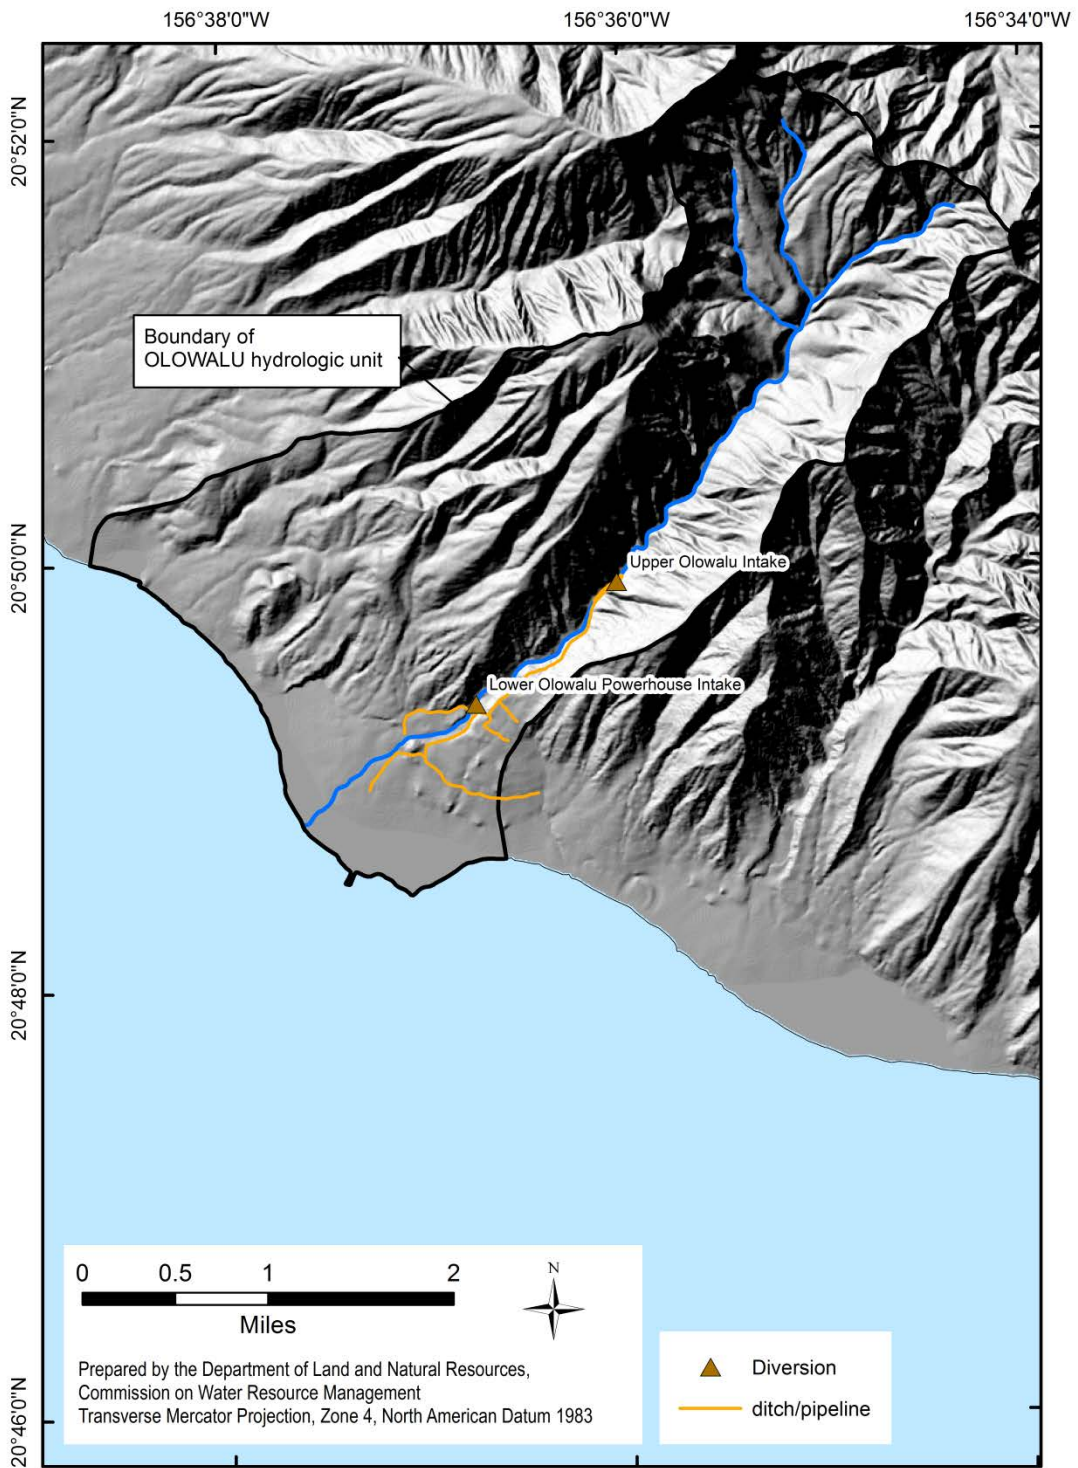 156°38'0"W
156°36'0"W
156°34'0"W
20°52'0"N
Boundary of
OLOWALU hydrologic unit
20°50'0"N
Upper Olowalu Intake
Lower Olowalu Powerhouse Intake
20°48'0"N
0 0.5 1 2
Miles
N
Prepared by the Department of Land and Natural Resources,
Commission on Water Resource Management
Transverse Mercator Projection, Zone 4, North American Datum 1983
Diversion
ditch/pipeline
20°46'0"N